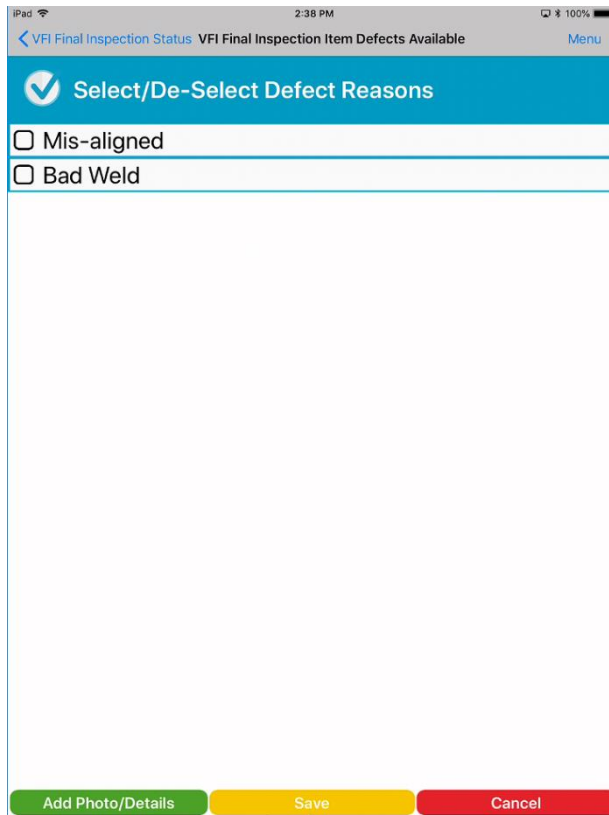 iPad 2:38 PM 100%
VFI Final Inspection Status VFI Final Inspection Item Defects Available Menu
Select/De-Select Defect Reasons
Mis-aligned
Bad Weld
Add Photo/Details Save Cancel